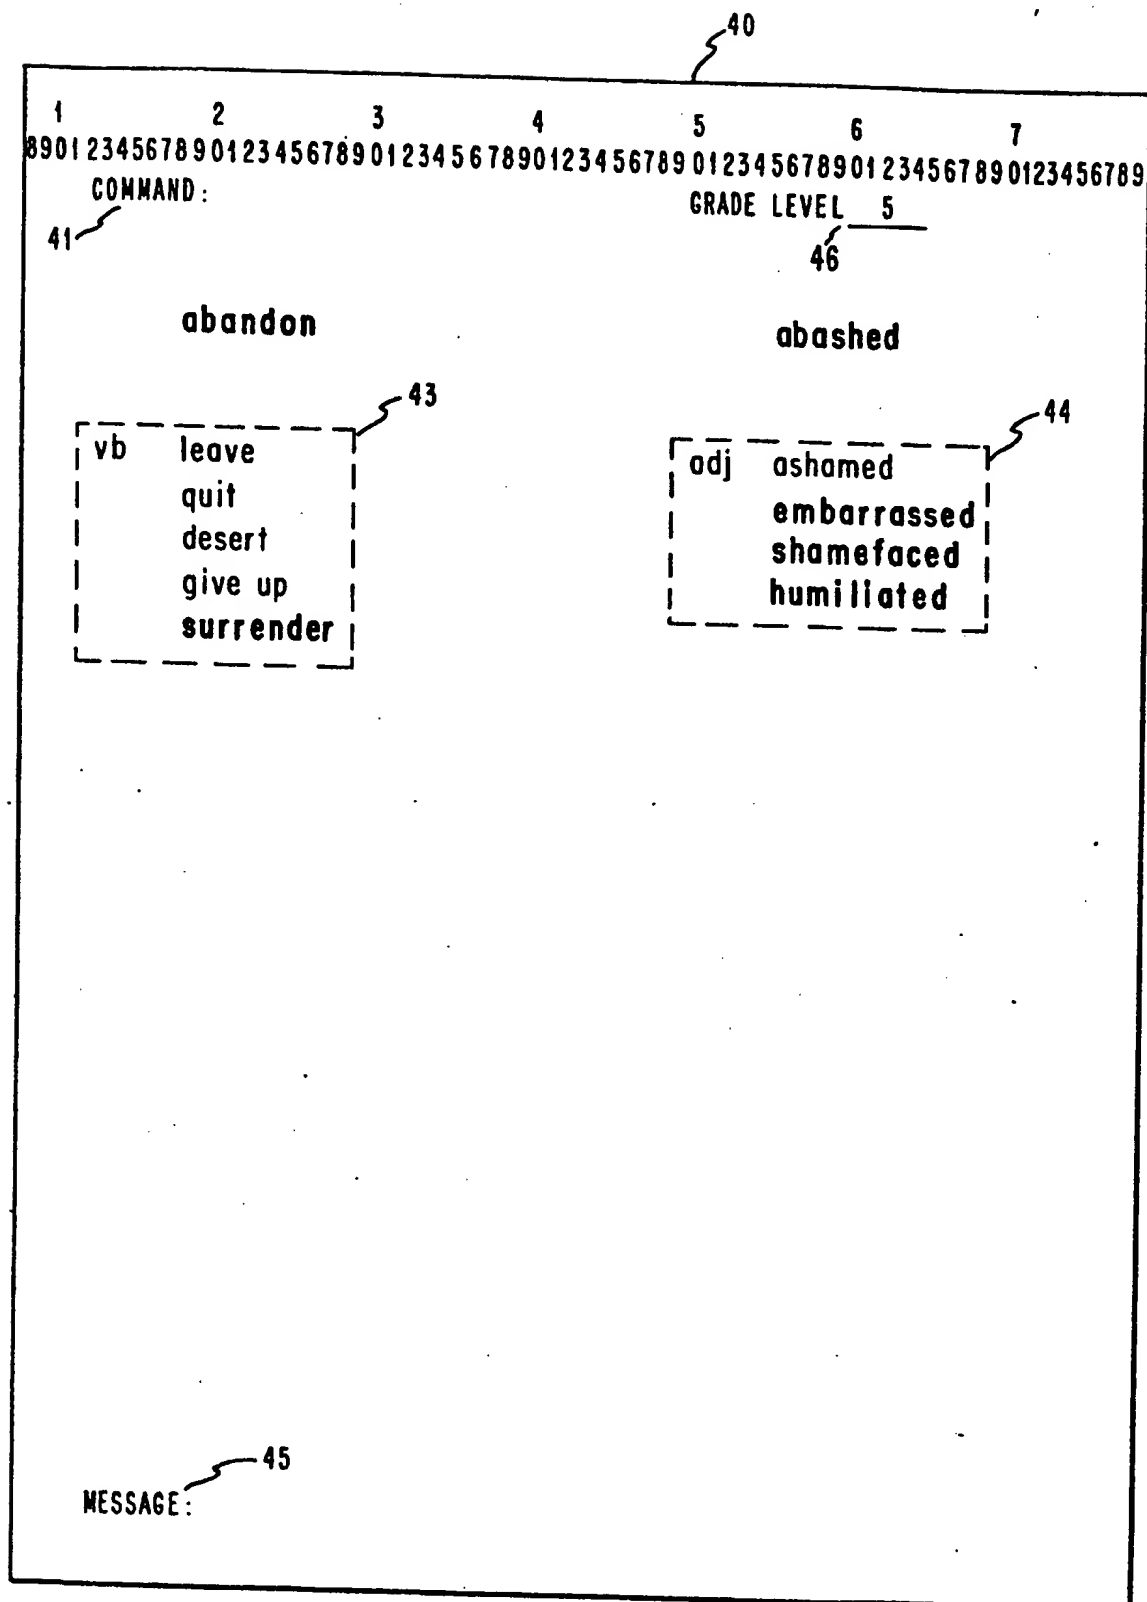 40
1 2 3 4 5 6 7
890123456789012345678901234567890123456789012345678901234567890123456789
COMMAND: GRADE LEVEL 5
41 46
abandon abashed
43 44
vb leave adj ashamed
quit embarrassed
desert shamefaced
give up humiliated
surrender
45
MESSAGE: